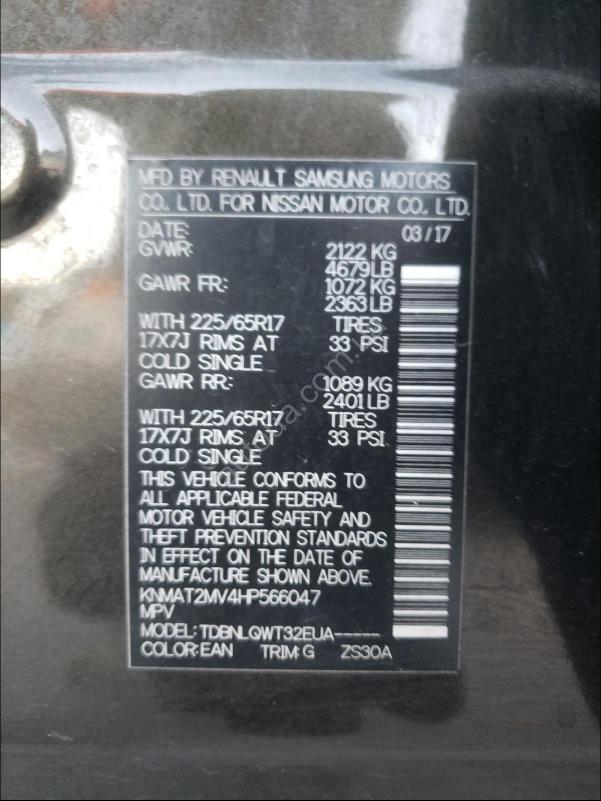 MFD BY RENAULT SAMSUNG MOTORS
CO., LTD. FOR NISSAN MOTOR CO., LTD.
DATE: 03/17
GVWR: 2122 KG
4679LB
GAWR FR: 1072 KG
2363 LB
WITH 225/65R17 TIRES
17X7J RIMS AT 33 PSI
COLD SINGLE
GAWR RR: 1089 KG
2401LB
WITH 225/65R17 TIRES
17X7J RIMS AT 33 PSI
COLD SINGLE
THIS VEHICLE CONFORMS TO
ALL APPLICABLE FEDERAL
MOTOR VEHICLE SAFETY AND
THEFT PREVENTION STANDARDS
IN EFFECT ON THE DATE OF
MANUFACTURE SHOWN ABOVE.
KNMAT2MV4HP566047
MPV
MODEL: TDBNLQWT32EUA-----
COLOR:EAN TRIM:G ZS30A